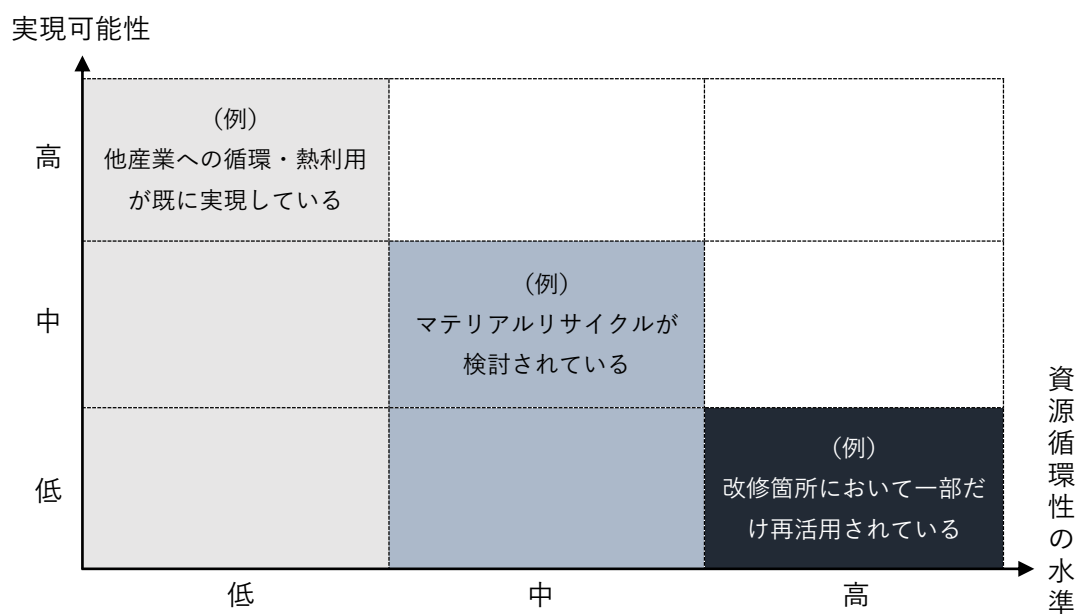 実現可能性
高
（例）
他産業への循環・熱利用
が既に実現している
中
（例）
マテリアルリサイクルが
検討されている
低
（例）
改修箇所において一部だ
け再活用されている
低
中
高
資源循環性の水準